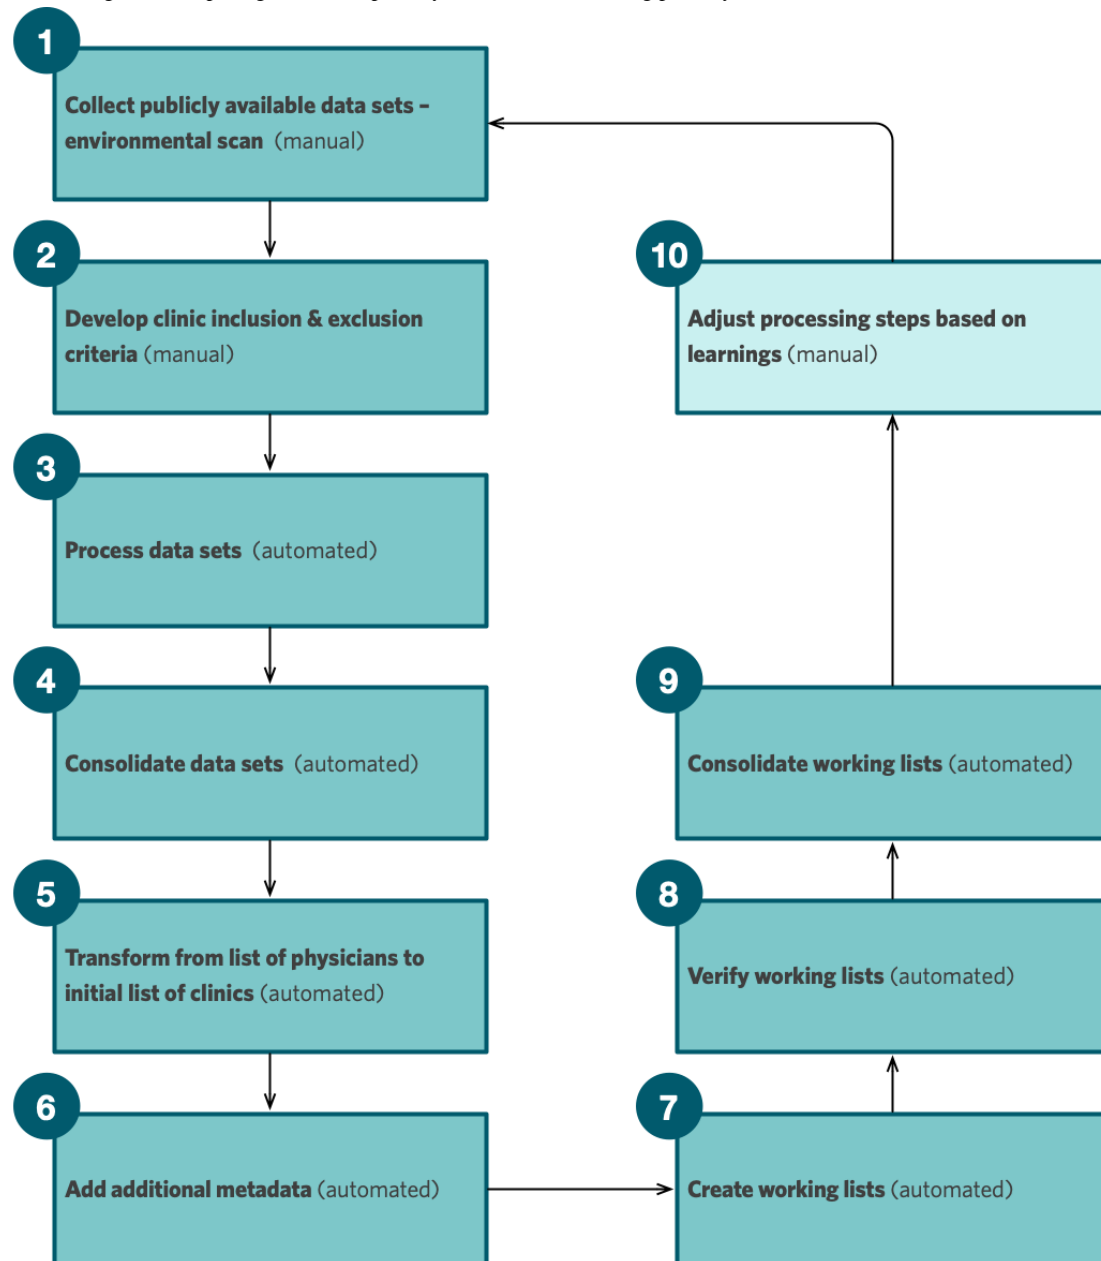 1
Collect publicly available data sets –
environmental scan (manual)
2
Develop clinic inclusion & exclusion
criteria (manual)
3
Process data sets (automated)
4
Consolidate data sets (automated)
5
Transform from list of physicians to
initial list of clinics (automated)
6
Add additional metadata (automated)
7
Create working lists (automated)
8
Verify working lists (automated)
9
Consolidate working lists (automated)
10
Adjust processing steps based on
learnings (manual)